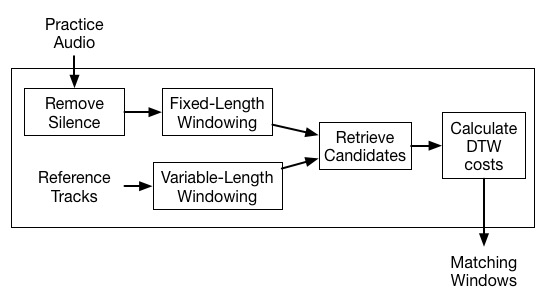 Practice
Audio
Remove
Silence
Fixed-Length
Windowing
Reference
Tracks
Variable-Length
Windowing
Retrieve
Candidates
Calculate
DTW
costs
Matching
Windows